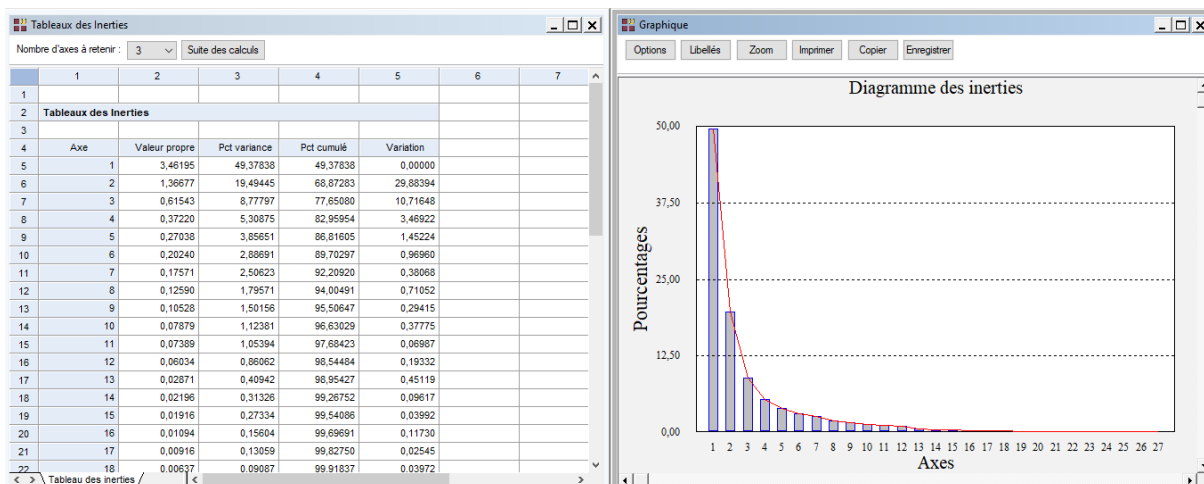 Tableaux des Inerties
Nombre d'axes à retenir : 3 Suite des calculs
1 2 3 4 5 6 7
1
2 Tableaux des Inerties
3
4 Axe Valeur propre Pct variance Pct cumulé Variation
5 1 3,46195 49,37838 49,37838 0,00000
6 2 1,36677 19,49445 68,87283 29,88394
7 3 0,61543 8,77797 77,65080 10,71648
8 4 0,37220 5,30875 82,95954 3,46922
9 5 0,27038 3,85651 86,81605 1,45224
10 6 0,20240 2,88691 89,70297 0,96960
11 7 0,17571 2,50623 92,20920 0,38068
12 8 0,12590 1,79571 94,00491 0,71052
13 9 0,10528 1,50156 95,50647 0,29415
14 10 0,07879 1,12381 96,63029 0,37775
15 11 0,07389 1,05394 97,68423 0,06987
16 12 0,06034 0,86062 98,54484 0,19332
17 13 0,02871 0,40942 98,95427 0,45119
18 14 0,02196 0,31326 99,26752 0,09617
19 15 0,01916 0,27334 99,54086 0,03992
20 16 0,01094 0,15604 99,69691 0,11730
21 17 0,00916 0,13059 99,82750 0,02545
22 18 0,00637 0,09087 99,91837 0,03972
Tableau des inerties
Graphique
Options Libellés Zoom Imprimer Copier Enregistrer
Diagramme des inerties
50,00
37,50
25,00
12,50
0,00
Pourcentages
1 2 3 4 5 6 7 8 9 10 11 12 13 14 15 16 17 18 19 20 21 22 23 24 25 26 27
Axes